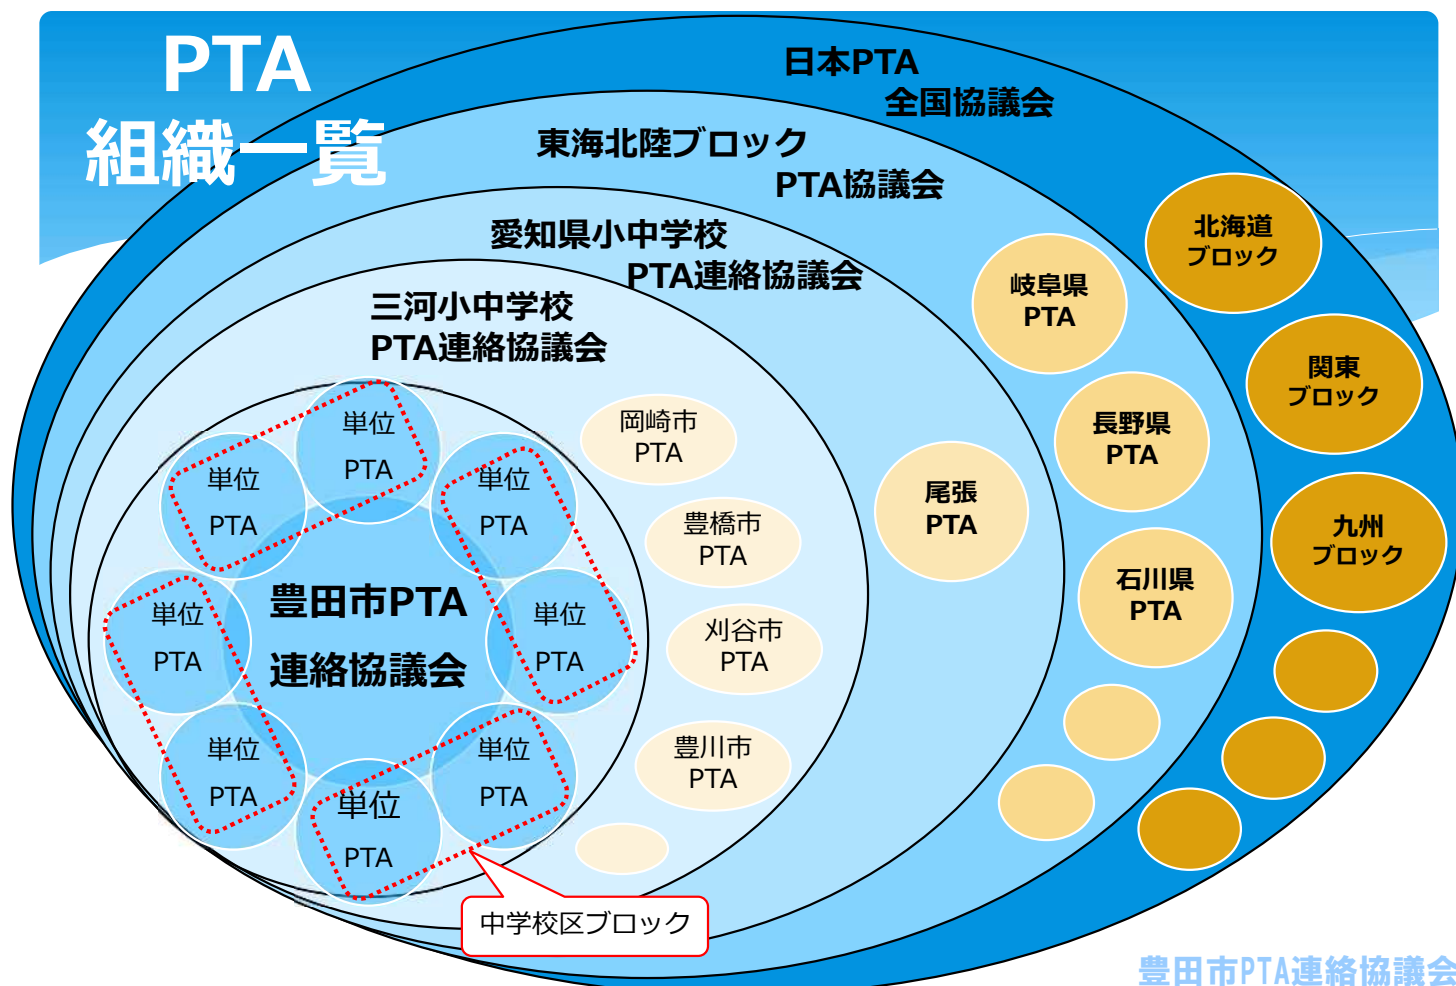 PTA
組織一覧
日本PTA
全国協議会
東海北陸ブロック
PTA協議会
愛知県小中学校
PTA連絡協議会
三河小中学校
PTA連絡協議会
北海道
ブロック
関東
ブロック
九州
ブロック
岐阜県
PTA
長野県
PTA
石川県
PTA
尾張
PTA
岡崎市
PTA
豊橋市
PTA
刈谷市
PTA
豊川市
PTA
単位
PTA
単位
PTA
単位
PTA
単位
PTA
単位
PTA
単位
PTA
単位
PTA
単位
PTA
豊田市PTA
連絡協議会
中学校区ブロック
豊田市PTA連絡協議会